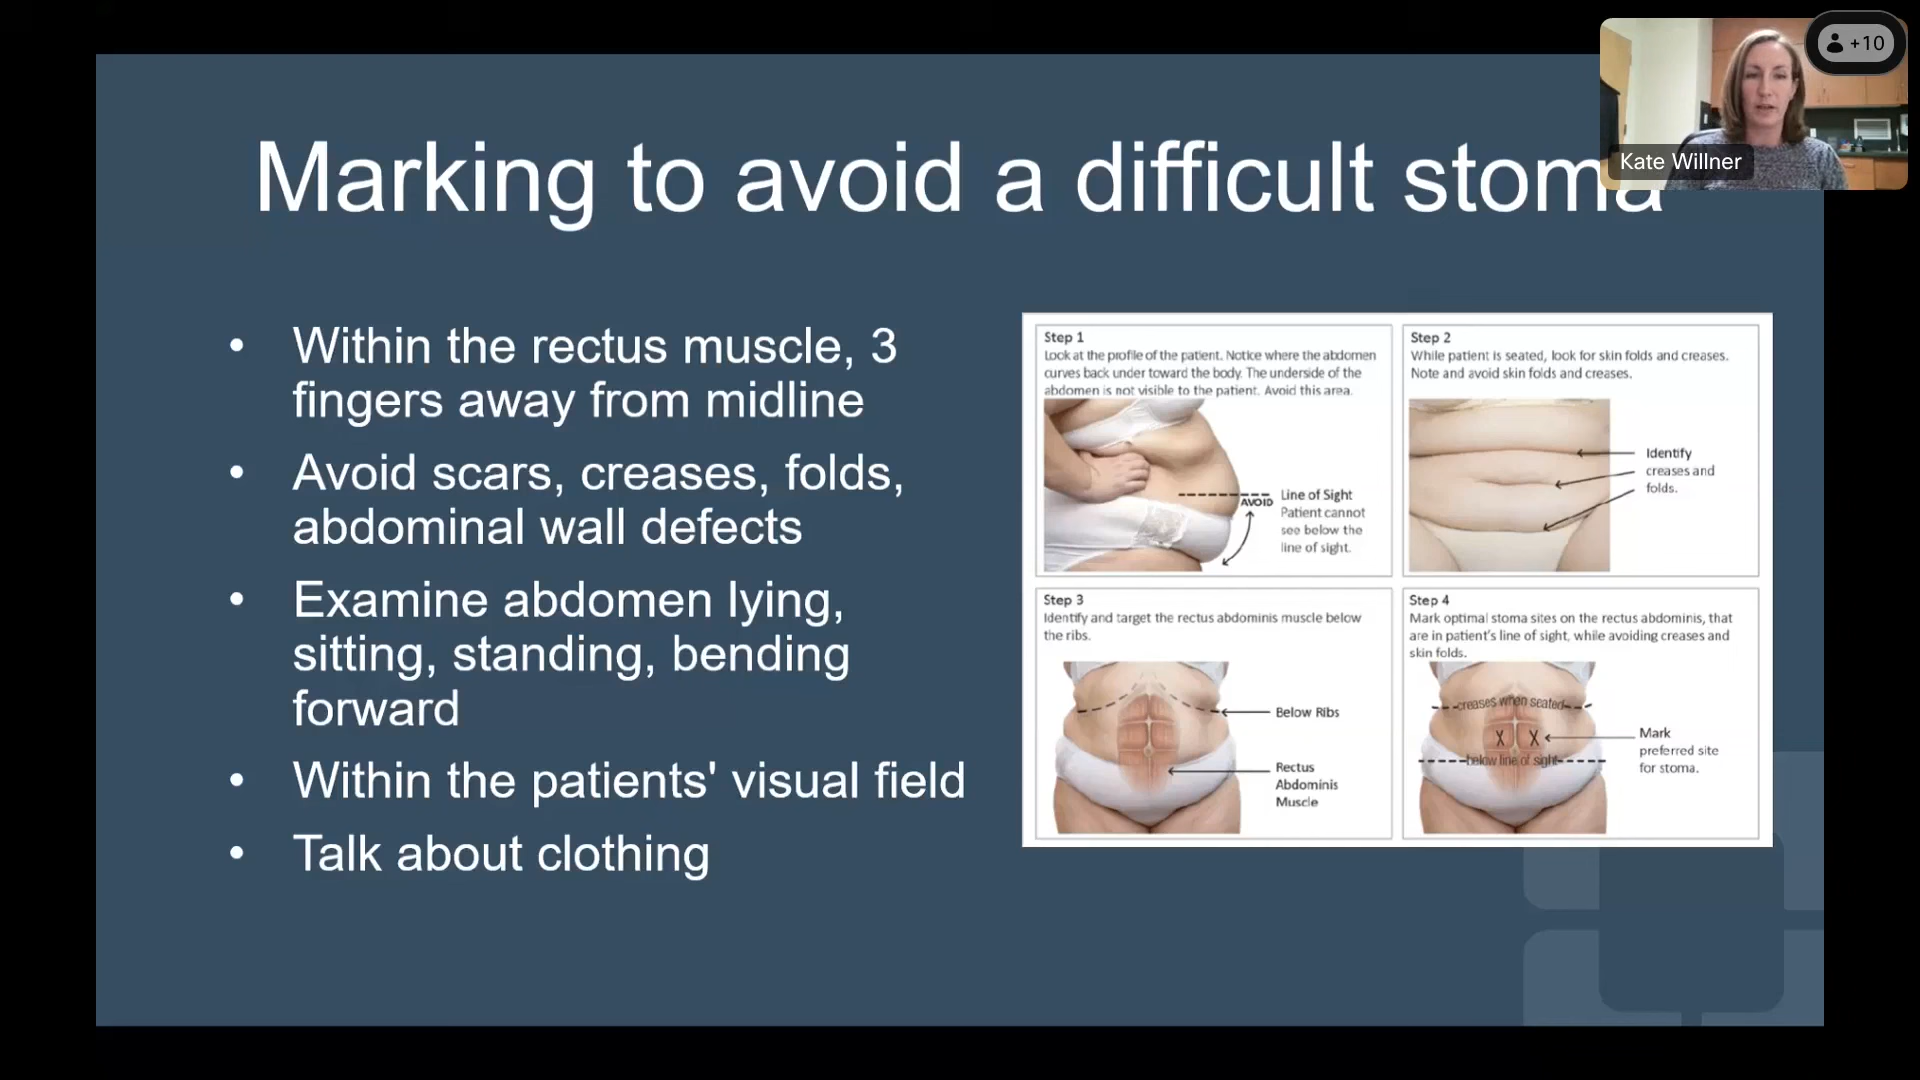 +10
Kate Willner
Marking to avoid a difficult stoma
• Within the rectus muscle, 3
fingers away from midline
• Avoid scars, creases, folds,
abdominal wall defects
• Examine abdomen lying,
sitting, standing, bending
forward
• Within the patients' visual field
• Talk about clothing
Step 1
Look at the profile of the patient. Notice where the abdomen
curves back under toward the body. The underside of the
abdomen is not visible to the patient. Avoid this area.
AVOID
Line of Sight
Patient cannot
see below the
line of sight.
Step 2
While patient is seated, look for skin folds and creases.
Note and avoid skin folds and creases.
Identify
creases and
folds.
Step 3
Identify and target the rectus abdominis muscle below
the ribs.
Below Ribs
Rectus
Abdominis
Muscle
Step 4
Mark optimal stoma sites on the rectus abdominis, that
are in patient's line of sight, while avoiding creases and
skin folds.
creases when seated
X X
below line of sight
Mark
preferred site
for stoma.